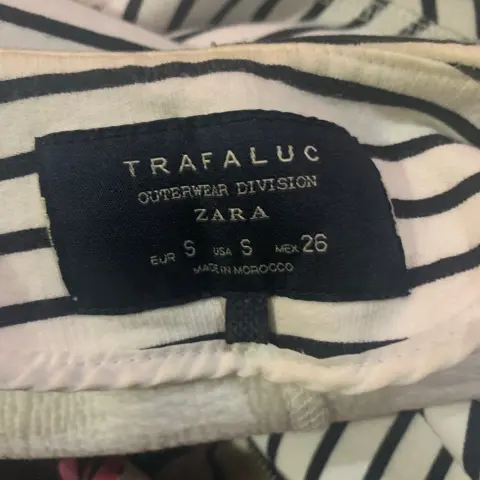 TRAFALUC
OUTERWEAR DIVISION
ZARA
EUR S USA S MEX 26
MADE IN MOROCCO